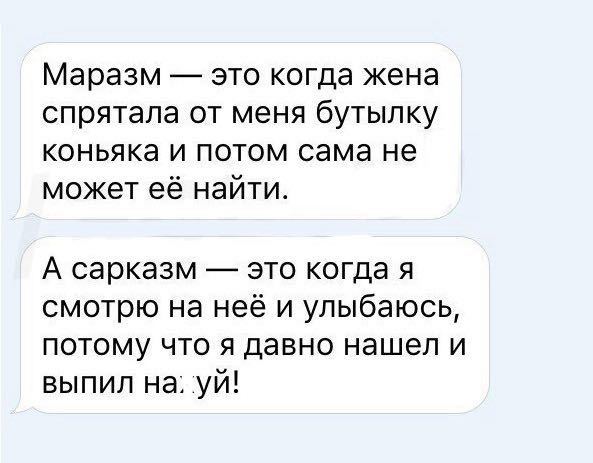 Маразм — это когда жена
спрятала от меня бутылку
коньяка и потом сама не
может её найти.
А сарказм — это когда я
смотрю на неё и улыбаюсь,
потому что я давно нашел и
выпил на. :уй!